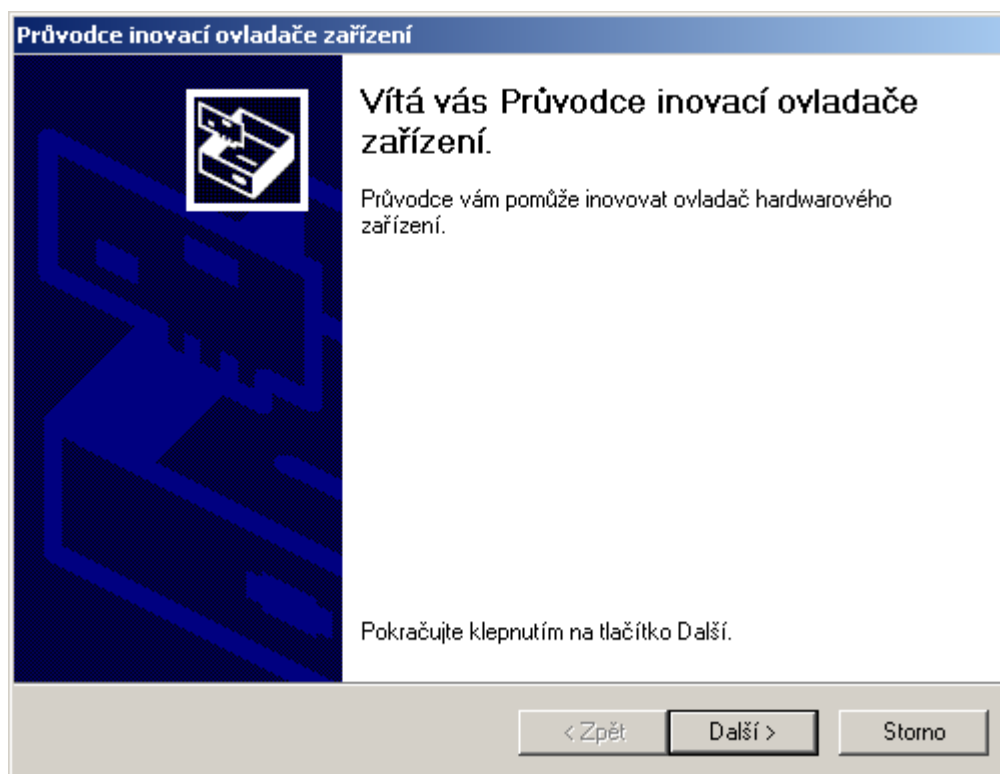 Průvodce inovací ovladače zařízení
Vítá vás Průvodce inovací ovladače
zařízení.
Průvodce vám pomůže inovovat ovladač hardwarového
zařízení.
Pokračujte klepnutím na tlačítko Další.
< Zpět
Další >
Storno